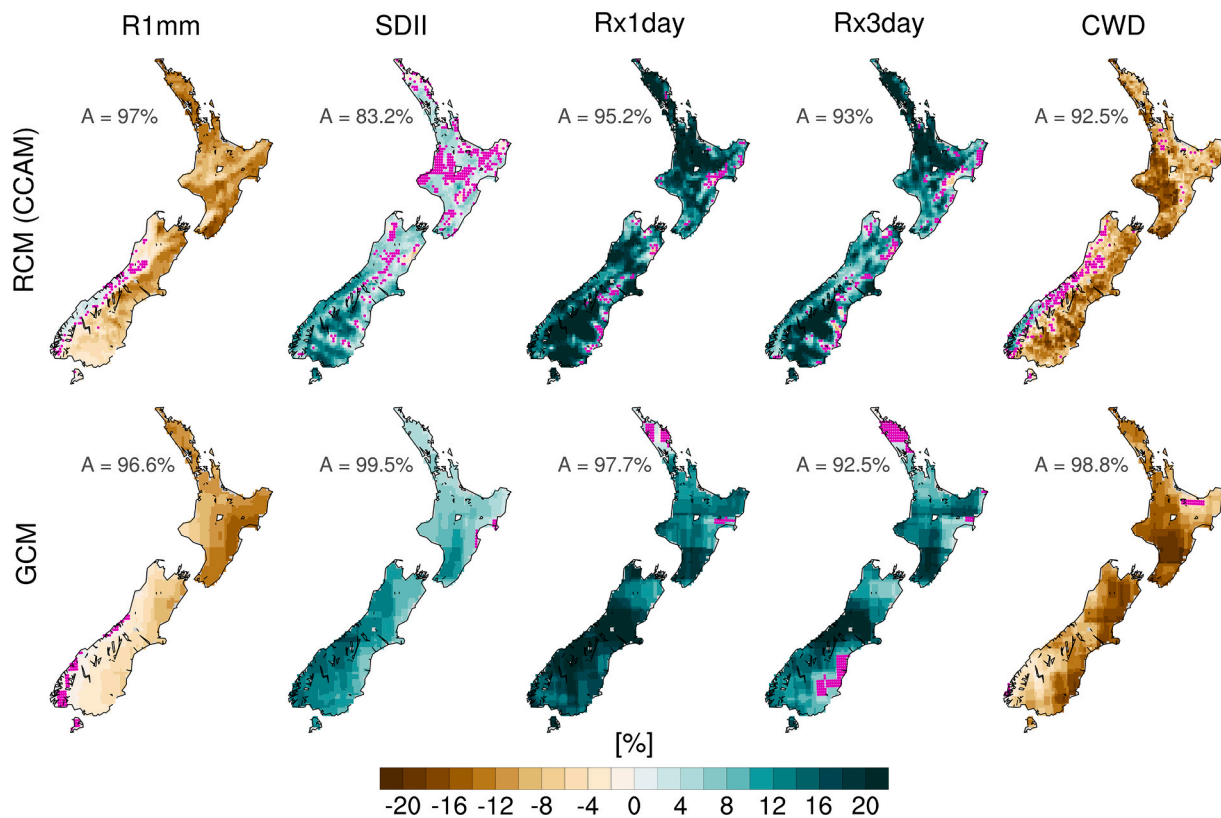 R1mm SDII Rx1day Rx3day CWD
RCM (CCAM)
A = 97% A = 83.2% A = 95.2% A = 93% A = 92.5%
GCM
A = 96.6% A = 99.5% A = 97.7% A = 92.5% A = 98.8%
[%]
-20 -16 -12 -8 -4 0 4 8 12 16 20